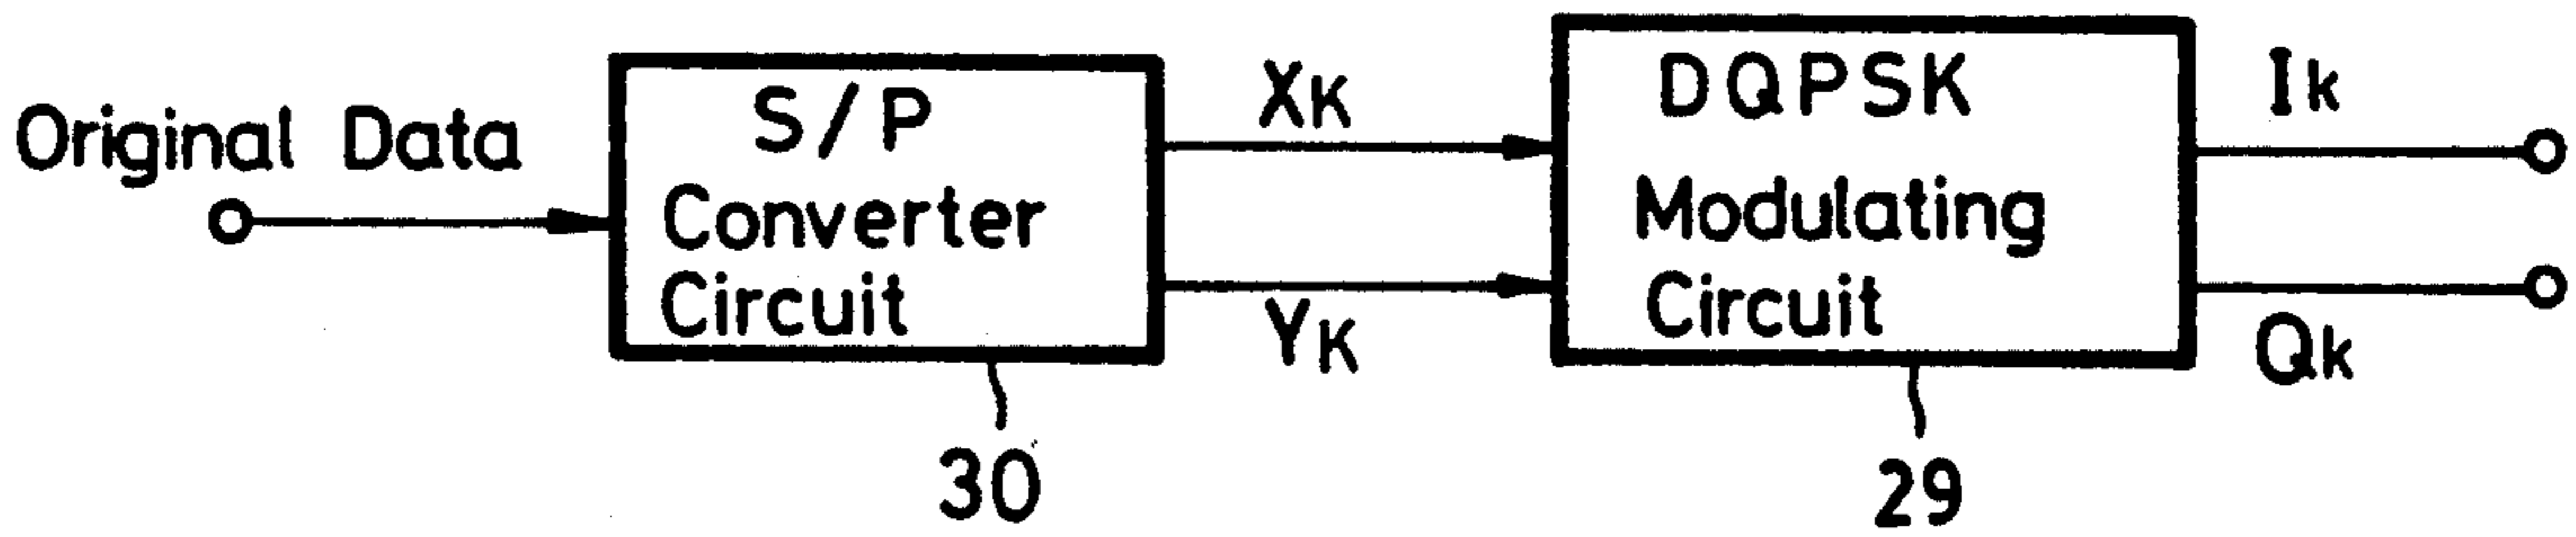 Original Data
S/P
Converter
Circuit
30
XK
YK
DQPSK
Modulating
Circuit
29
Ik
Qk